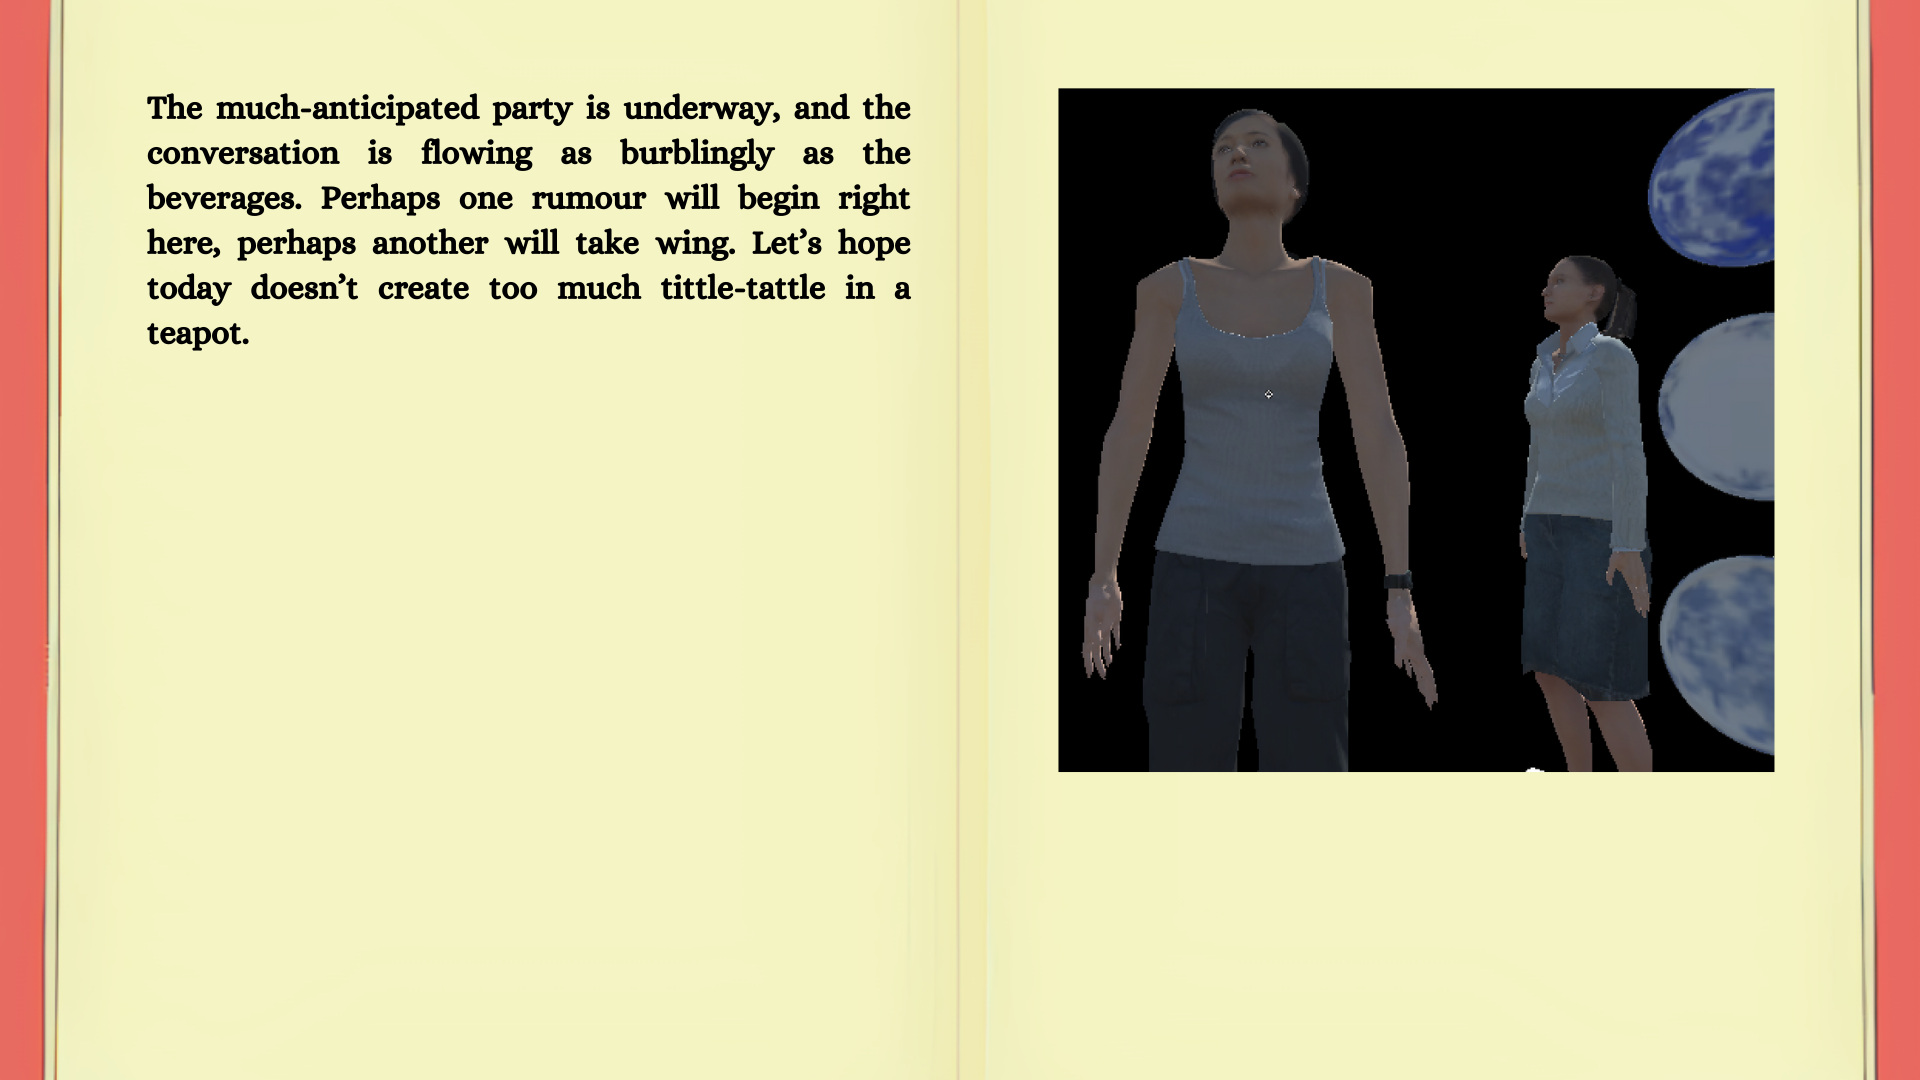 The much-anticipated party is underway, and the
conversation is flowing as burblingly as the
beverages. Perhaps one rumour will begin right
here, perhaps another will take wing. Let’s hope
today doesn’t create too much tittle-tattle in a
teapot.